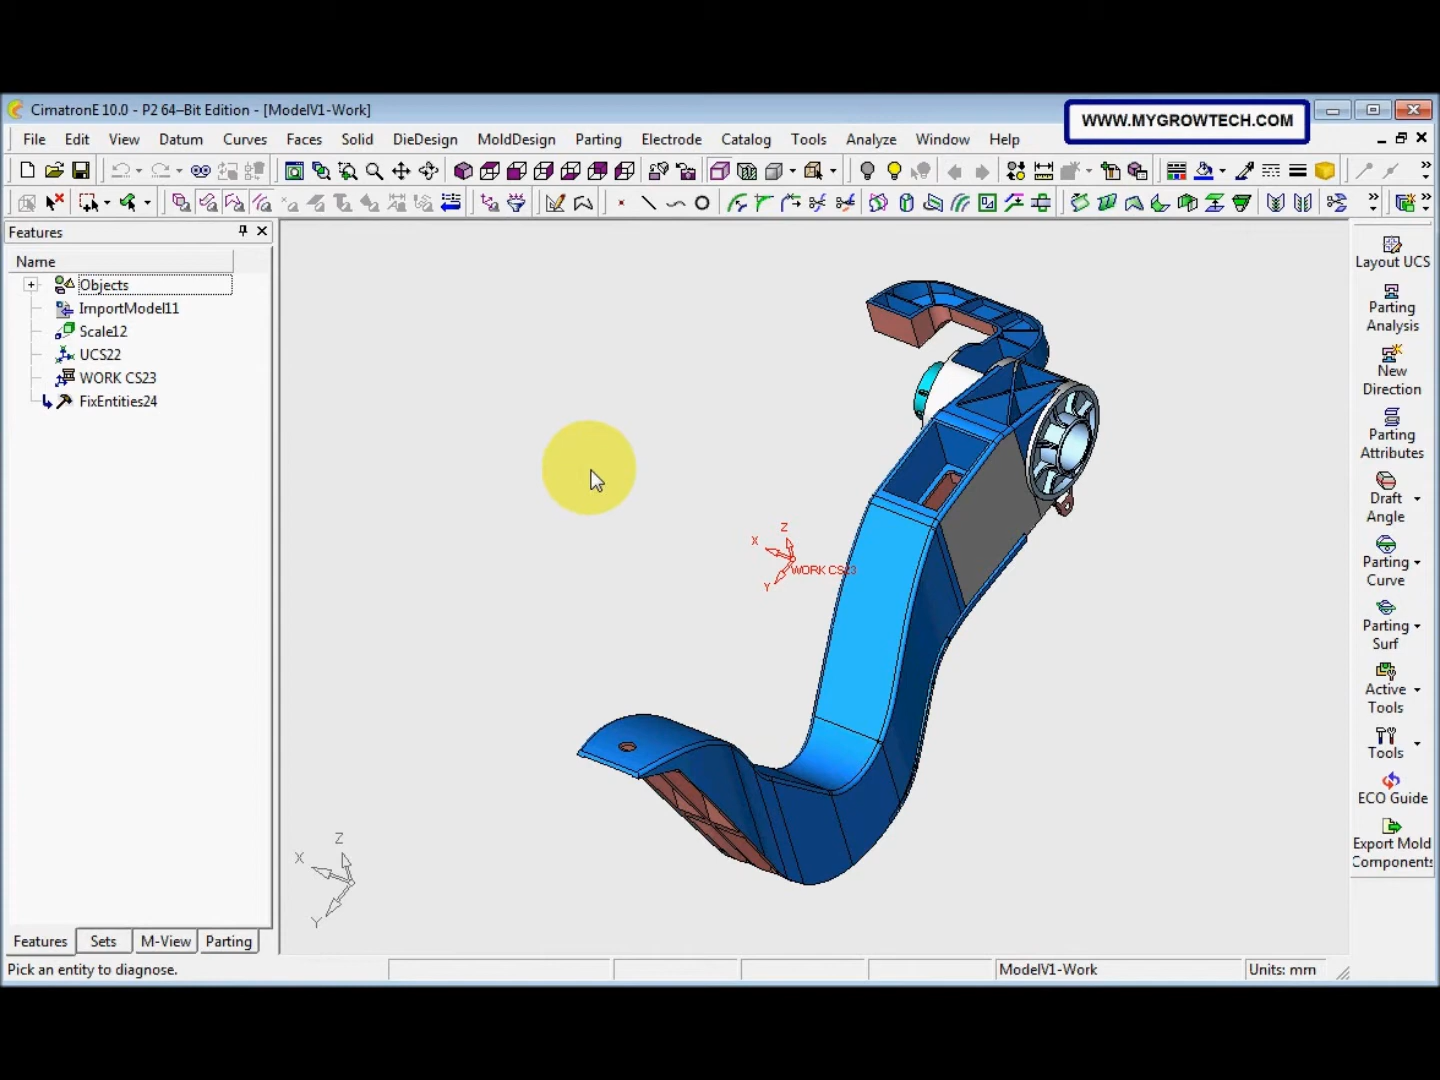 CimatronE 10.0 - P2 64–Bit Edition - [ModelV1-Work]
WWW.MYGROWTECH.COM
File Edit View Datum Curves Faces Solid DieDesign MoldDesign Parting Electrode Catalog Tools Analyze Window Help
Features
Name
Objects
ImportModel11
Scale12
UCS22
WORK CS23
FixEntities24
Z
X
Y
WORK CS23
Z
X
Y
Layout UCS
Parting
Analysis
New
Direction
Parting
Attributes
Draft
Angle
Parting
Curve
Parting
Surf
Active
Tools
Tools
ECO Guide
Export Mold
Components
Features Sets M-View Parting
Pick an entity to diagnose.
ModelV1-Work
Units: mm